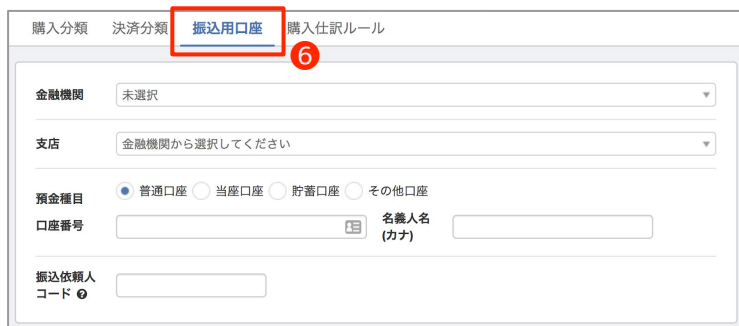 購入分類 決済分類 振込用口座 購入仕訳ルール
6
金融機関 未選択
支店 金融機関から選択してください
預金種目 普通口座 当座口座 貯蓄口座 その他口座
口座番号 名義人名
(カナ)
振込依頼人
コード ?